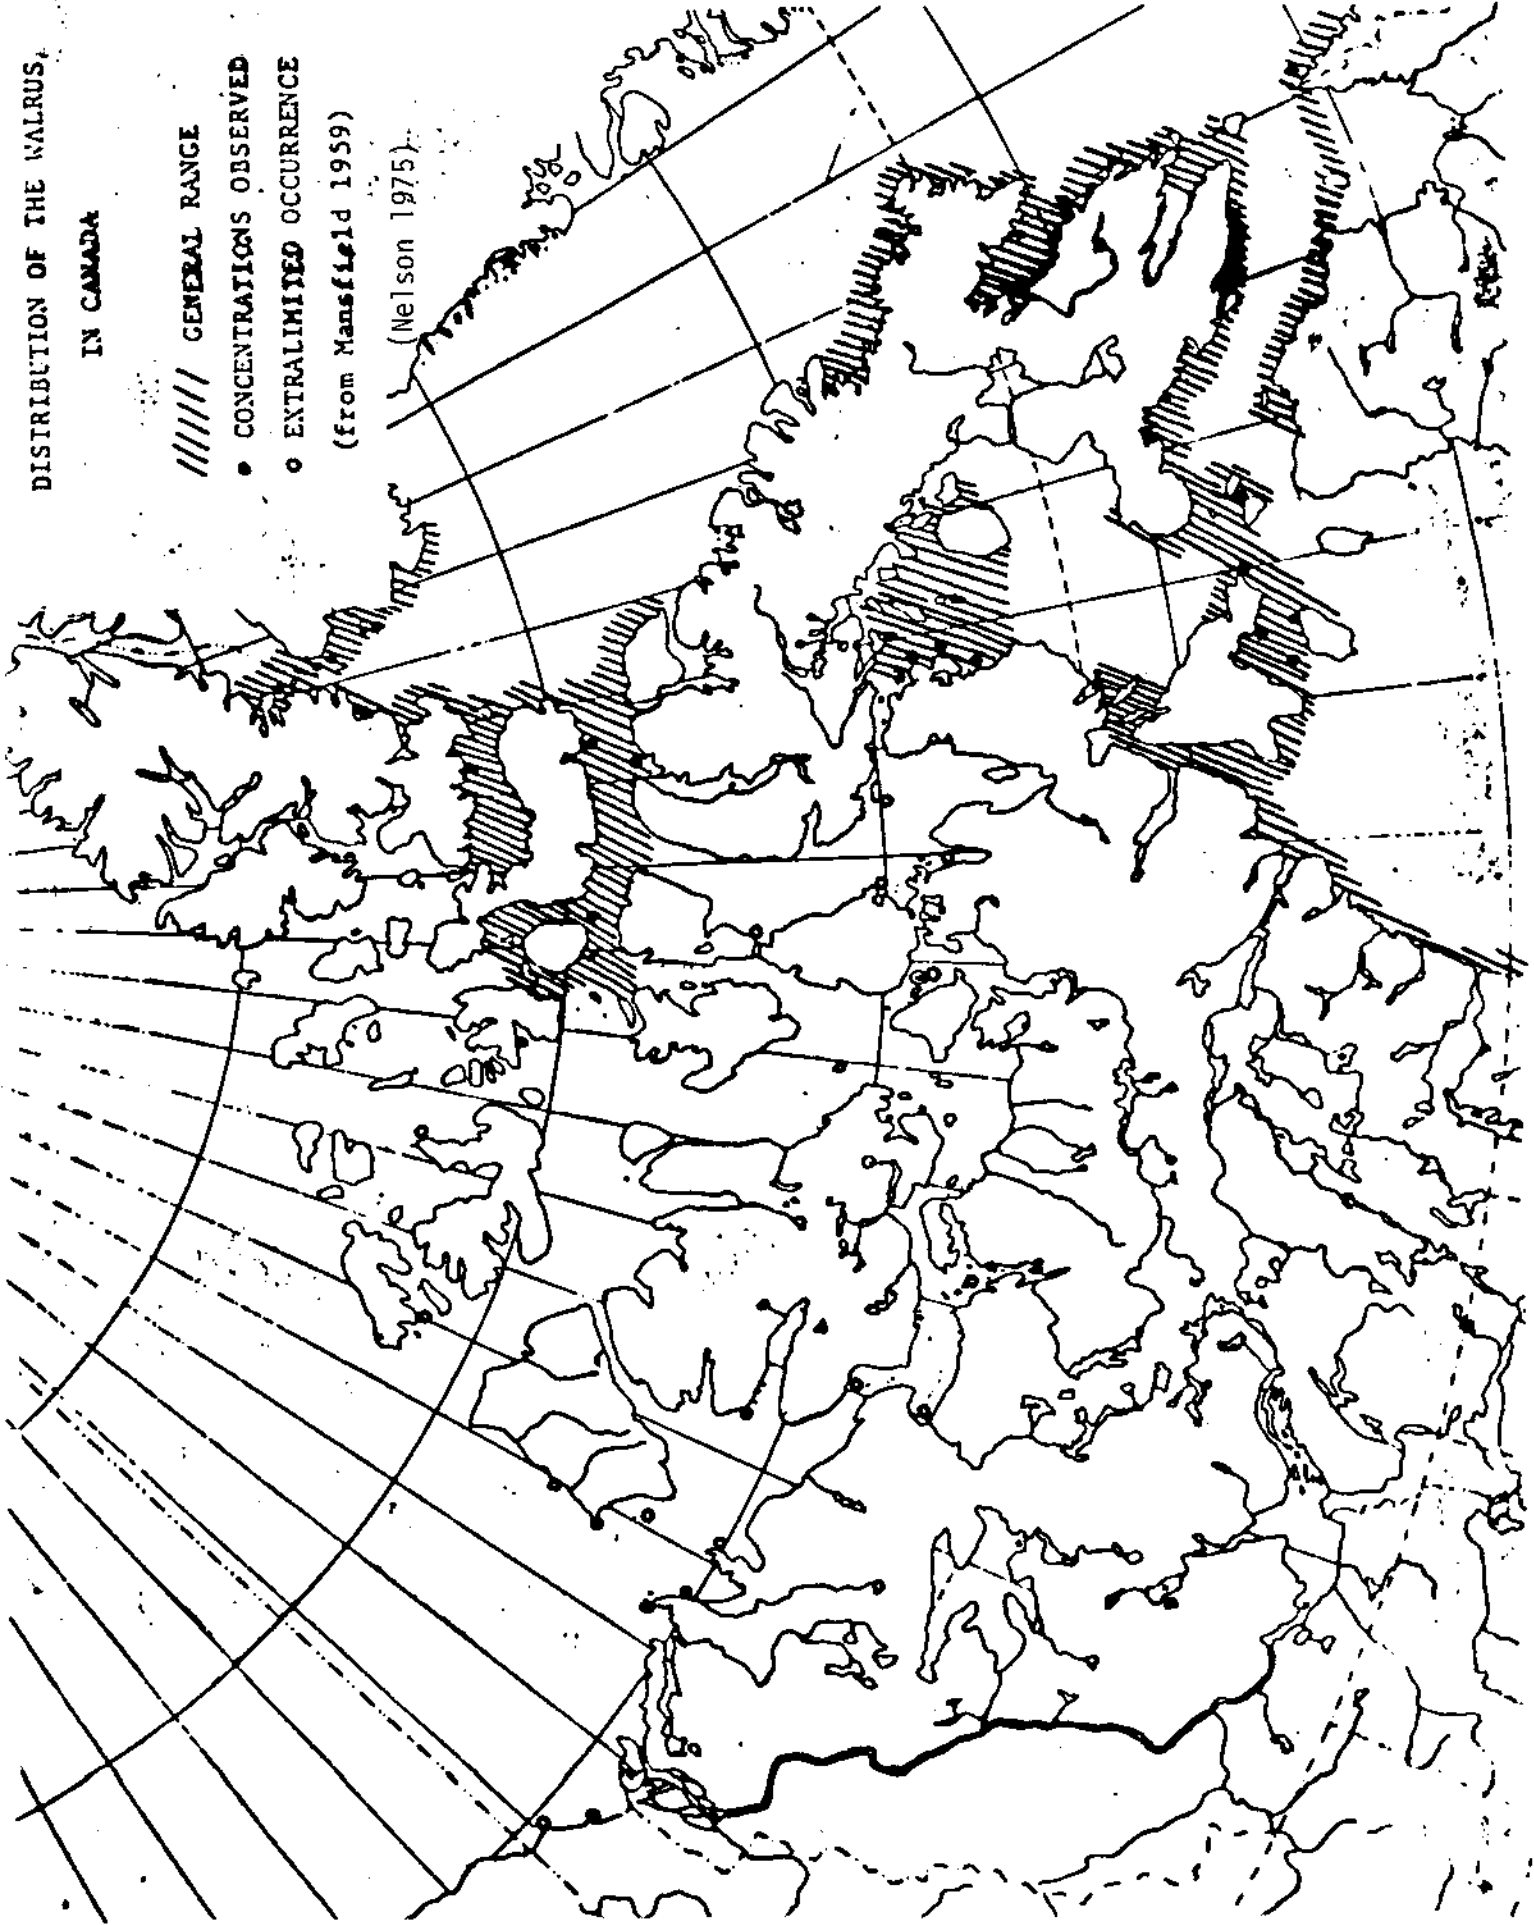 DISTRIBUTION OF THE WALRUS,
IN CANADA
GENERAL RANGE
CONCENTRATIONS OBSERVED
EXTRALIMITED OCCURRENCE
(from Mansfield 1959)
(Nelson 1975)